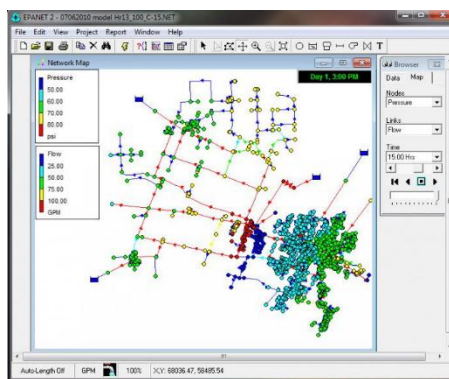 EPANET 2 - 07062010 model Hr13_100_C-15.NET
File Edit View Project Report Window Help
Network Map
Day 1, 3:00 PM
Pressure
50.00
60.00
70.00
80.00
psi
Flow
25.00
50.00
75.00
100.00
GPM
Browser
Data Map
Nodes
Pressure
Links
Flow
Time
15:00 Hrs
Auto-Length Off GPM 100% X,Y: 68036.47, 58485.54